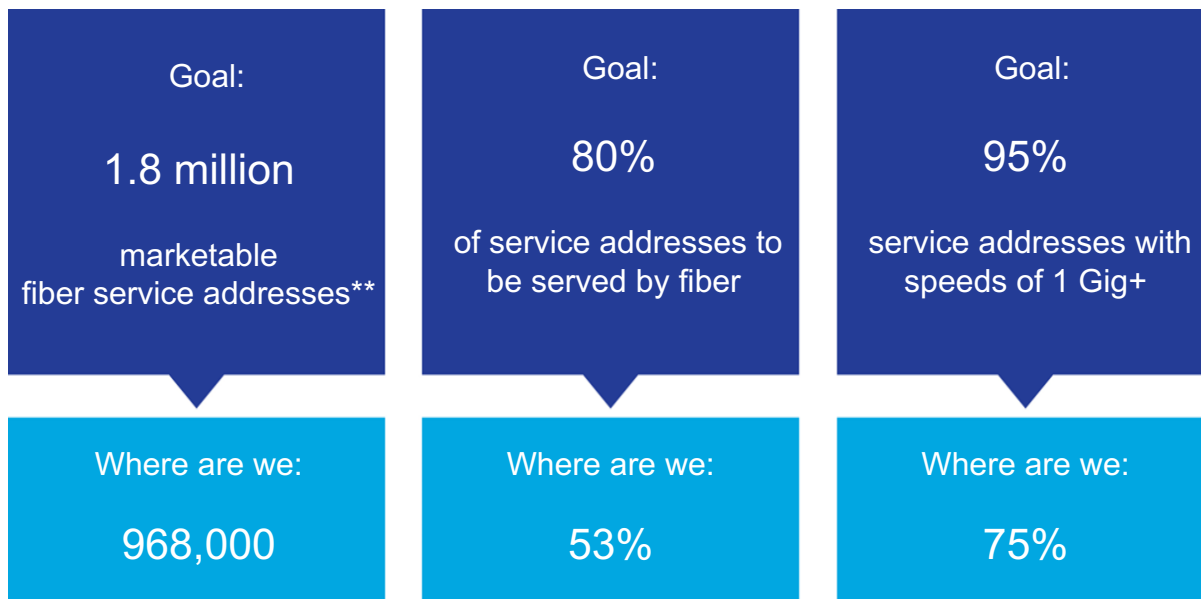 Goal:
1.8 million
marketable
fiber service addresses**
Where are we:
968,000
Goal:
80%
of service addresses to
be served by fiber
Where are we:
53%
Goal:
95%
service addresses with
speeds of 1 Gig+
Where are we:
75%